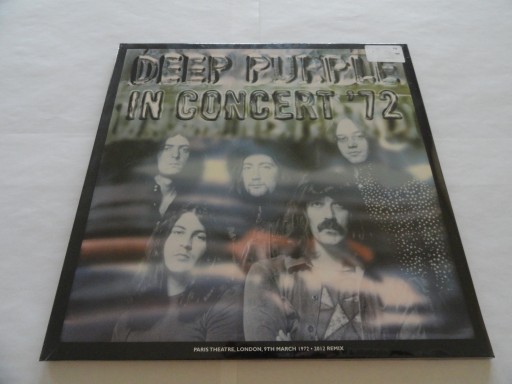 DEEP PURPLE
IN CONCERT '72
PARIS THEATRE, LONDON, 9TH MARCH 1972 • 2012 REMIX